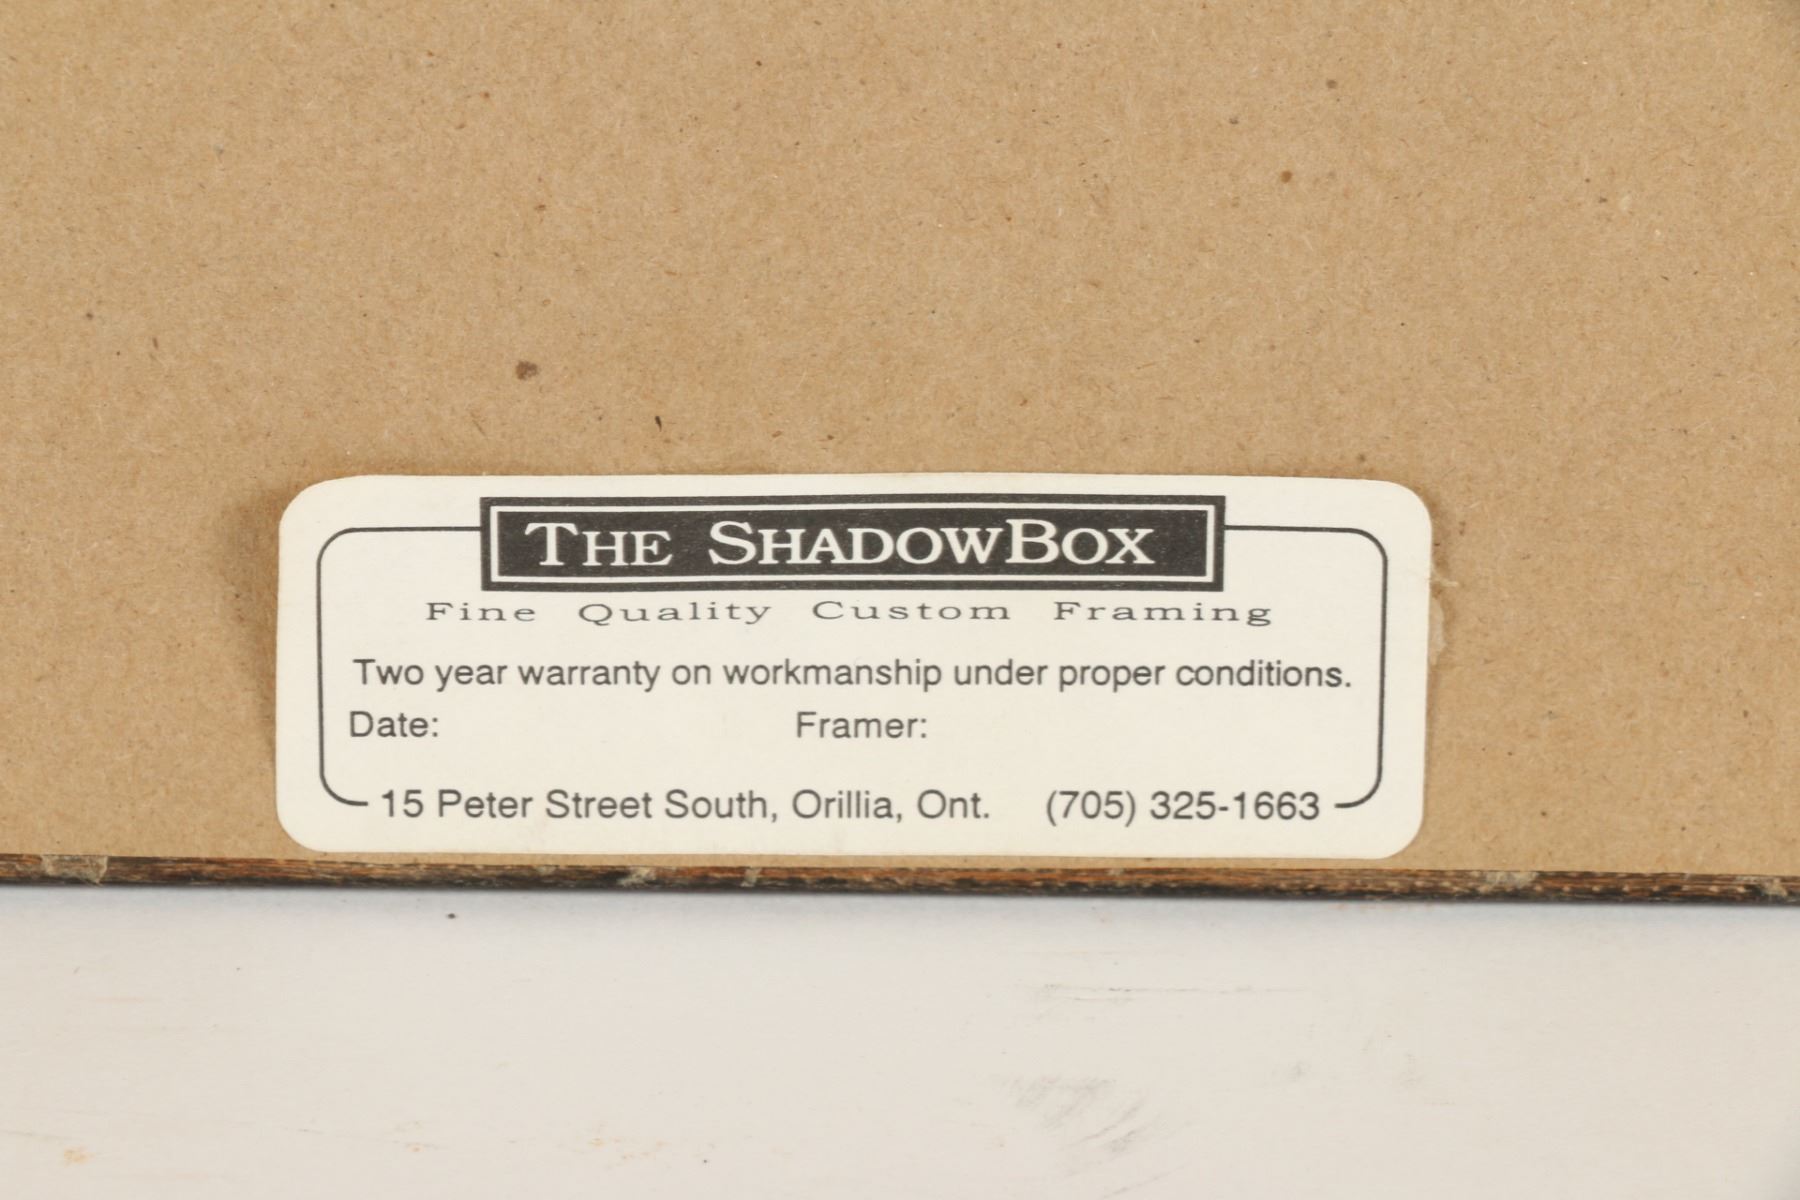 THE SHADOWBOX
Fine Quality Custom Framing
Two year warranty on workmanship under proper conditions.
Date: Framer:
15 Peter Street South, Orillia, Ont. (705) 325-1663